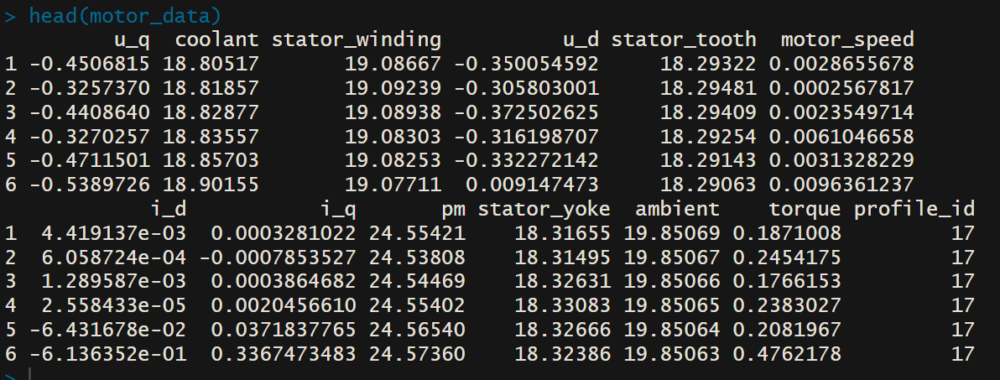 > head(motor_data)
u_q coolant stator_winding u_d stator_tooth motor_speed
1 -0.4506815 18.80517 19.08667 -0.350054592 18.29322 0.0028655678
2 -0.3257370 18.81857 19.09239 -0.305803001 18.29481 0.0002567817
3 -0.4408640 18.82877 19.08938 -0.372502625 18.29409 0.0023549714
4 -0.3270257 18.83557 19.08303 -0.316198707 18.29254 0.0061046658
5 -0.4711501 18.85703 19.08253 -0.332272142 18.29143 0.0031328229
6 -0.5389726 18.90155 19.07711 0.009147473 18.29063 0.0096361237
i_d i_q pm stator_yoke ambient torque profile_id
1 4.419137e-03 0.0003281022 24.55421 18.31655 19.85069 0.1871008 17
2 6.058724e-04 -0.0007853527 24.53808 18.31495 19.85067 0.2454175 17
3 1.289587e-03 0.0003864682 24.54469 18.32631 19.85066 0.1766153 17
4 2.558433e-05 0.0020456610 24.55402 18.33083 19.85065 0.2383027 17
5 -6.431678e-02 0.0371837765 24.56540 18.32666 19.85064 0.2081967 17
6 -6.136352e-01 0.3367473483 24.57360 18.32386 19.85063 0.4762178 17
>